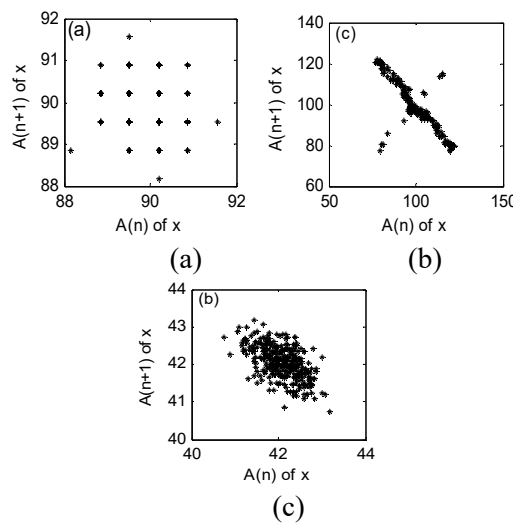 (a)
92
91
90
89
88
88
90
92
A(n+1) of x
A(n) of x
(a)
(c)
140
120
100
80
60
50
100
150
A(n+1) of x
A(n) of x
(b)
(b)
44
43
42
41
40
40
42
44
A(n+1) of x
A(n) of x
(c)